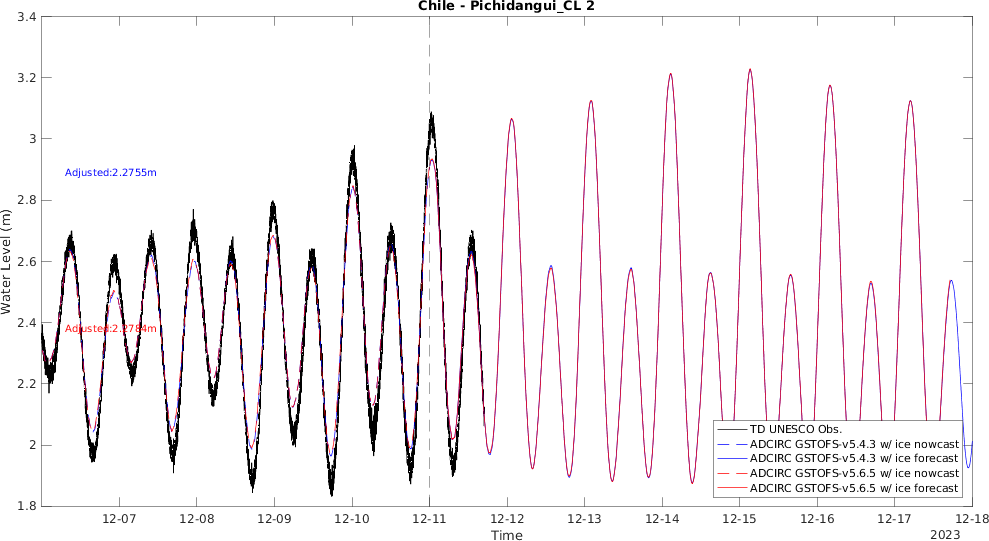 Chile - Pichidangui_CL 2
3.4
3.2
3
2.8
2.6
2.4
2.2
2
1.8
Water Level (m)
Adjusted:2.2755m
Adjusted:2.2784m
TD UNESCO Obs.
ADCIRC GSTOFS-v5.4.3 w/ ice nowcast
ADCIRC GSTOFS-v5.4.3 w/ ice forecast
ADCIRC GSTOFS-v5.6.5 w/ ice nowcast
ADCIRC GSTOFS-v5.6.5 w/ ice forecast
12-07 12-08 12-09 12-10 12-11 12-12 12-13 12-14 12-15 12-16 12-17 12-18
Time
2023